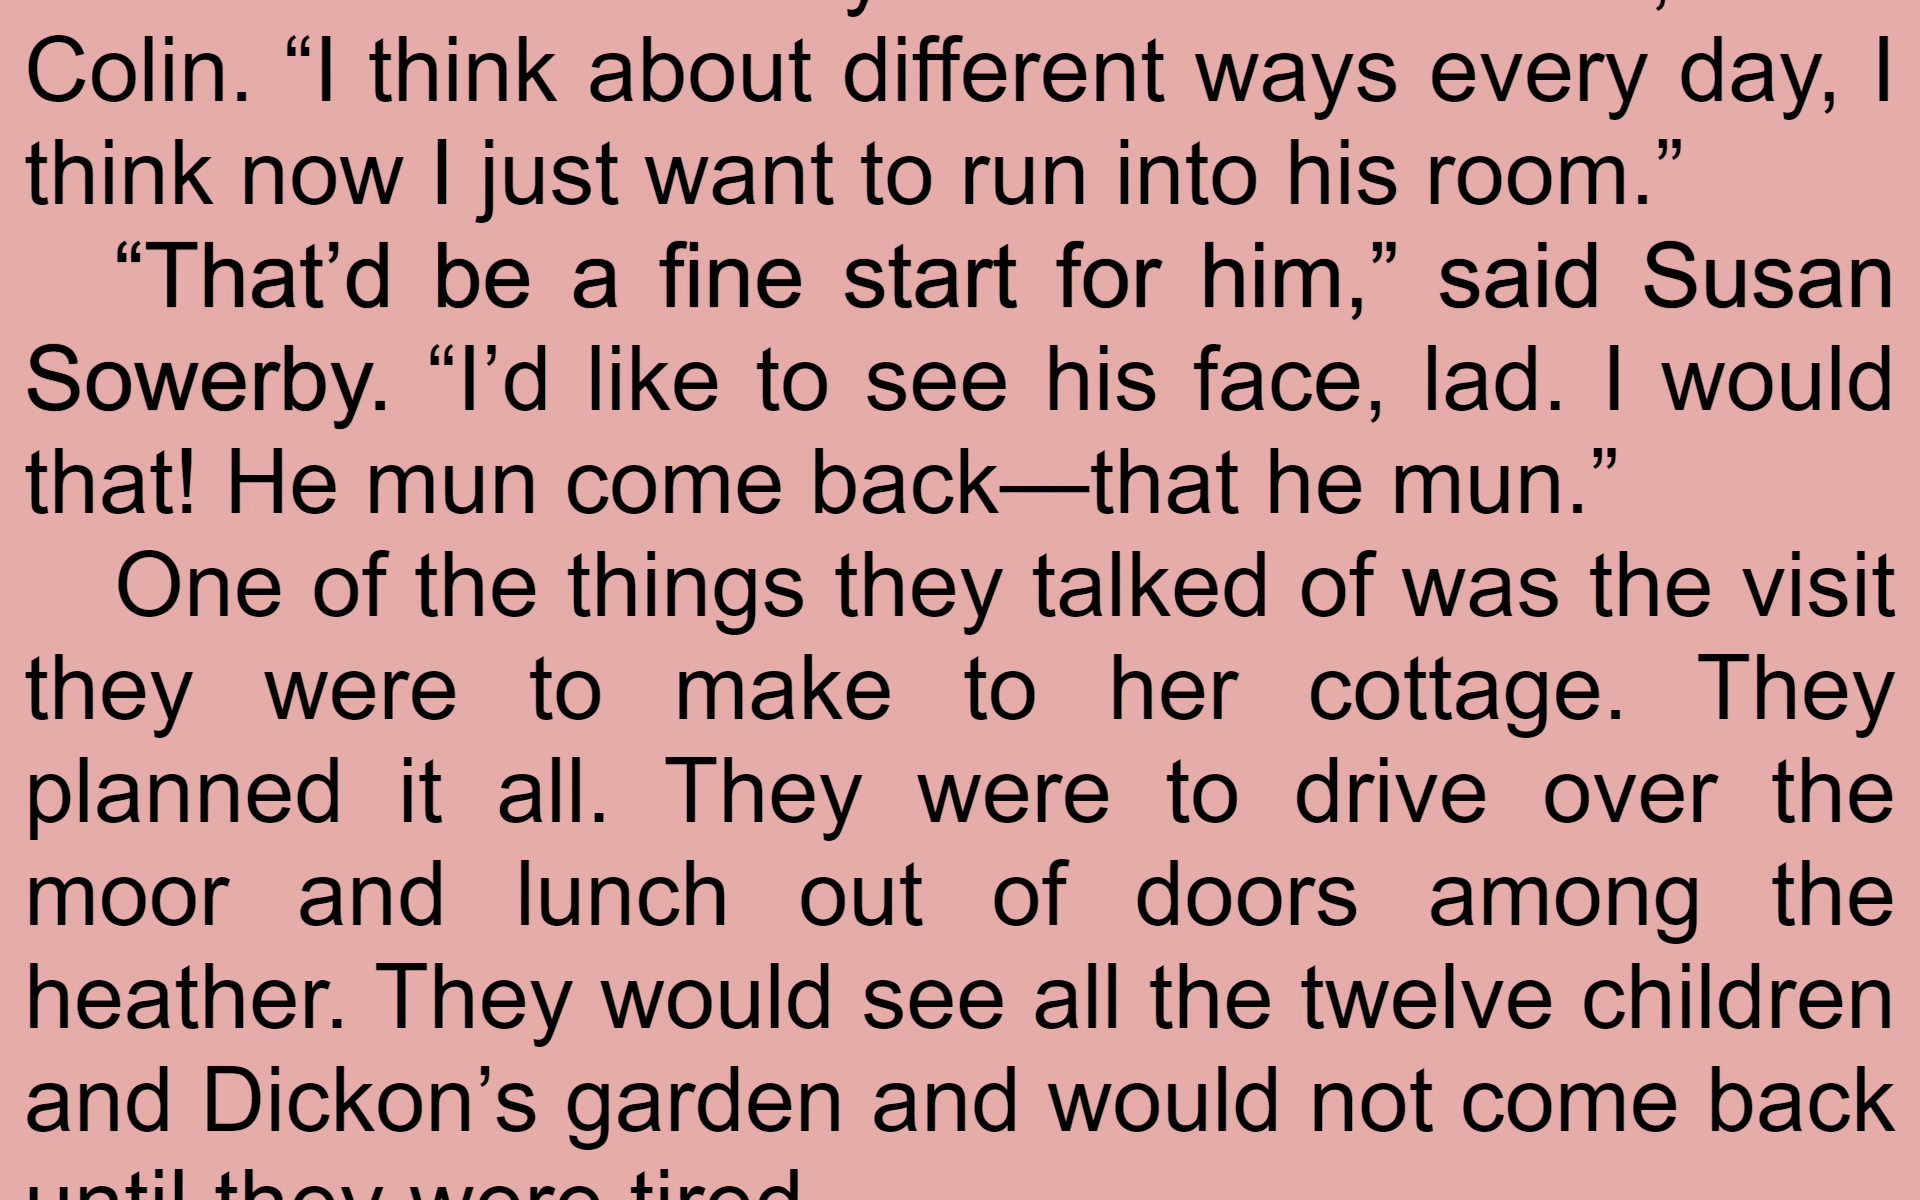 Colin. “I think about different ways every day, I
think now I just want to run into his room.”
“That’d be a fine start for him,” said Susan
Sowerby. “I’d like to see his face, lad. I would
that! He mun come back—that he mun.”
One of the things they talked of was the visit
they were to make to her cottage. They
planned it all. They were to drive over the
moor and lunch out of doors among the
heather. They would see all the twelve children
and Dickon’s garden and would not come back
until they were tired